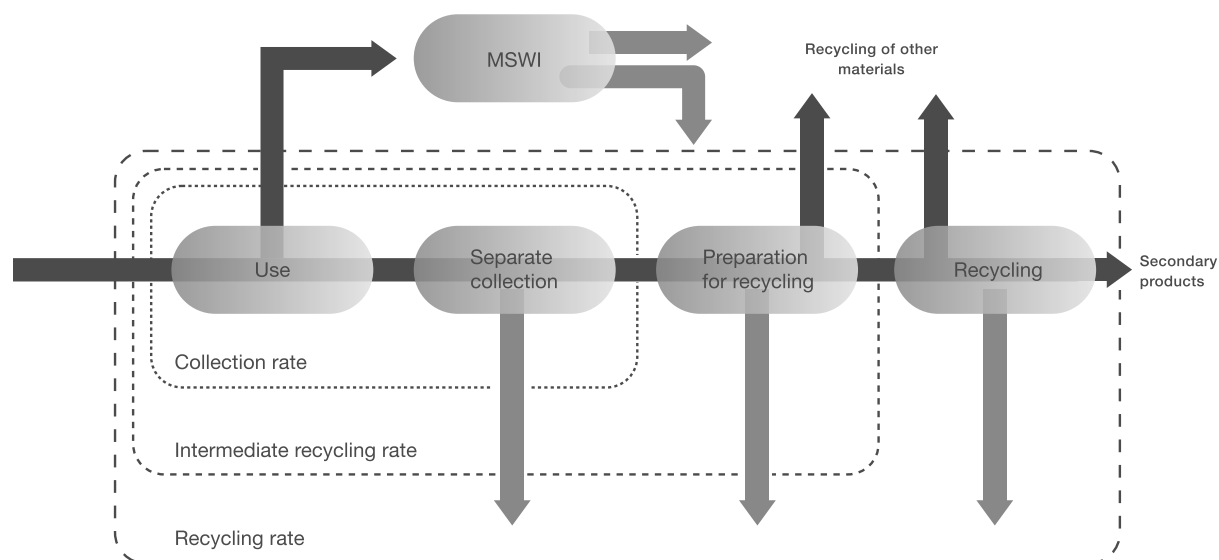 MSWI
Recycling of other
materials
Use
Separate
collection
Preparation
for recycling
Recycling
Secondary
products
Collection rate
Intermediate recycling rate
Recycling rate